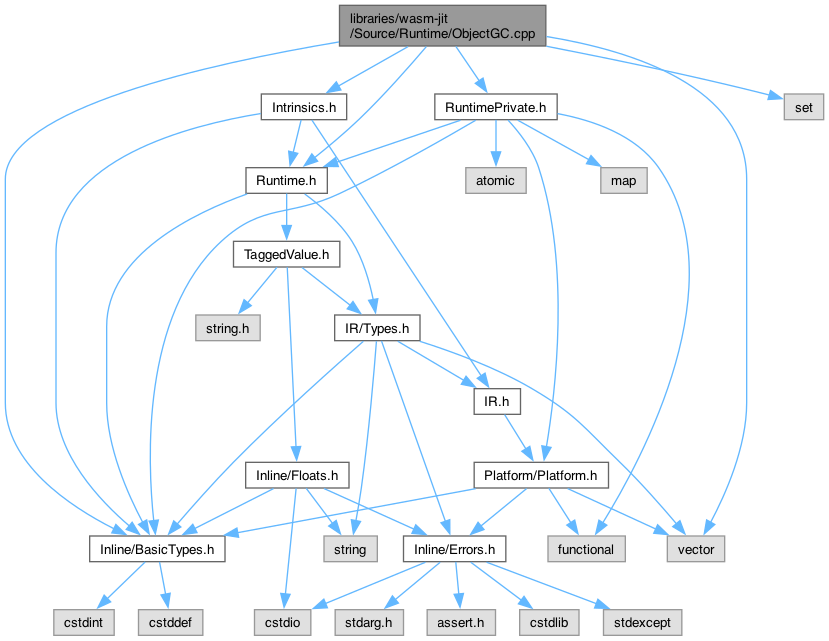 libraries/wasm-jit
/Source/Runtime/ObjectGC.cpp
Intrinsics.h
RuntimePrivate.h
set
Runtime.h
atomic
map
TaggedValue.h
string.h
IR/Types.h
IR.h
Inline/Floats.h
Platform/Platform.h
Inline/BasicTypes.h
string
Inline/Errors.h
functional
vector
cstdint
cstddef
cstdio
stdarg.h
assert.h
cstdlib
stdexcept